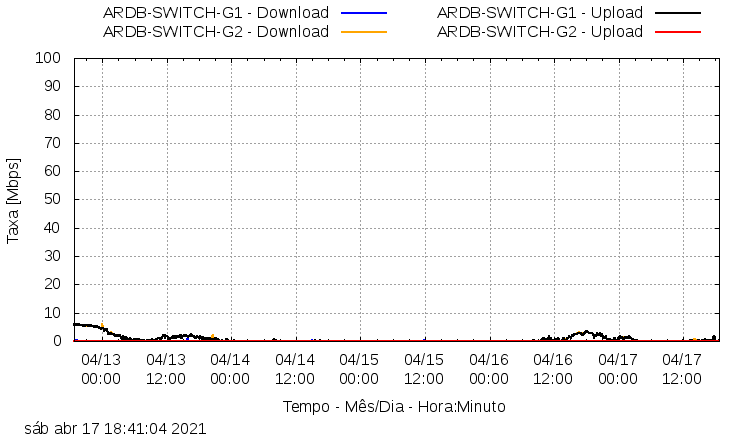 ARDB-SWITCH-G1 - Download ARDB-SWITCH-G1 - Upload
ARDB-SWITCH-G2 - Download ARDB-SWITCH-G2 - Upload
100
90
80
70
60
50
40
30
20
10
0
Taxa [Mbps]
04/13 04/13 04/14 04/14 04/15 04/15 04/16 04/16 04/17 04/17
00:00 12:00 00:00 12:00 00:00 12:00 00:00 12:00 00:00 12:00
Tempo - Mês/Dia - Hora:Minuto
sáb abr 17 18:41:04 2021